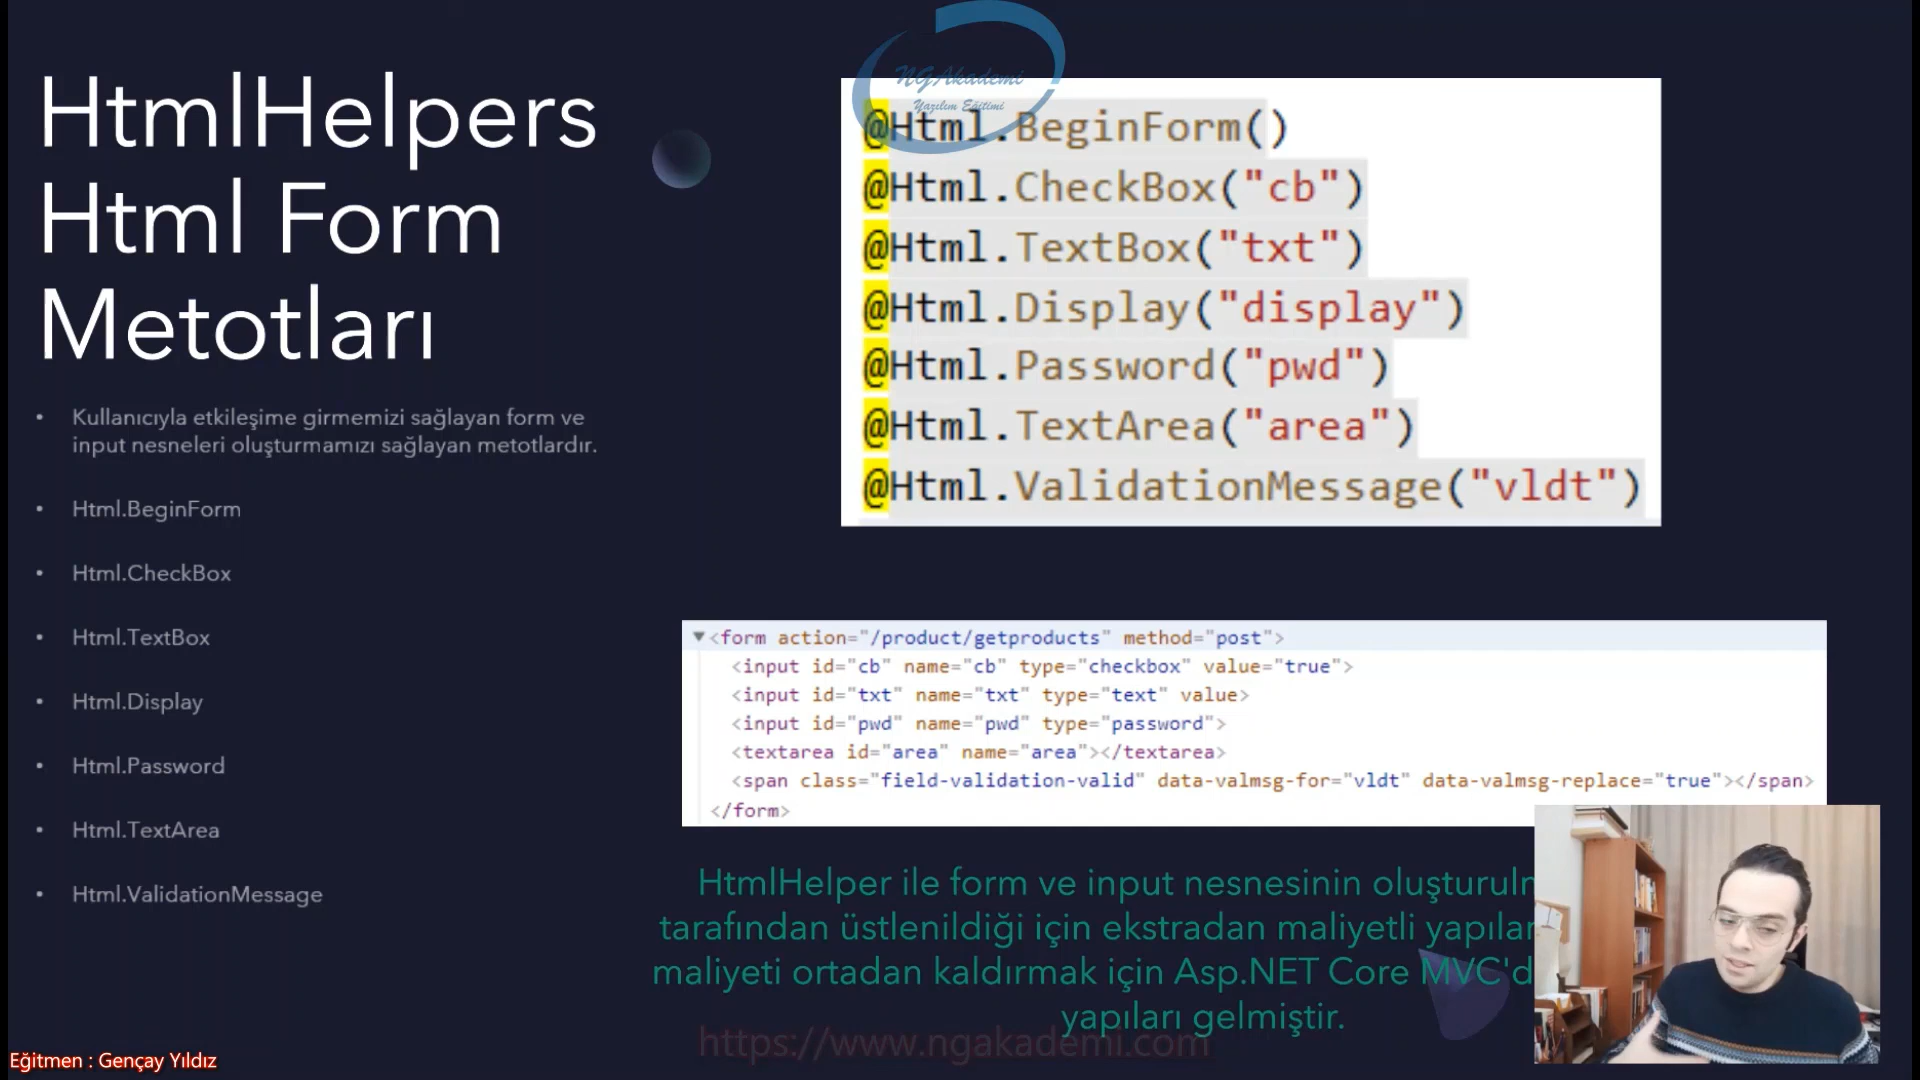 HtmlHelpers
Html Form
Metotları
• Kullanıcıyla etkileşime girmemizi sağlayan form ve
input nesneleri oluşturmamızı sağlayan metotlardır.
• Html.BeginForm
• Html.CheckBox
• Html.TextBox
• Html.Display
• Html.Password
• Html.TextArea
• Html.ValidationMessage
NGAkademi
Yazılım Eğitimi
@Html.BeginForm()
@Html.CheckBox("cb")
@Html.TextBox("txt")
@Html.Display("display")
@Html.Password("pwd")
@Html.TextArea("area")
@Html.ValidationMessage("vldt")
▼<form action="/product/getproducts" method="post">
<input id="cb" name="cb" type="checkbox" value="true">
<input id="txt" name="txt" type="text" value>
<input id="pwd" name="pwd" type="password">
<textarea id="area" name="area"></textarea>
<span class="field-validation-valid" data-valmsg-for="vldt" data-valmsg-replace="true"></span>
</form>
HtmlHelper ile form ve input nesnesinin
tarafından üstlenildiği için ekstradan maliyetli
maliyeti ortadan kaldırmak için Asp.NET Core
yapıları gelmiştir.
https://www.ngakademi.com
Eğitmen : Gençay Yıldız